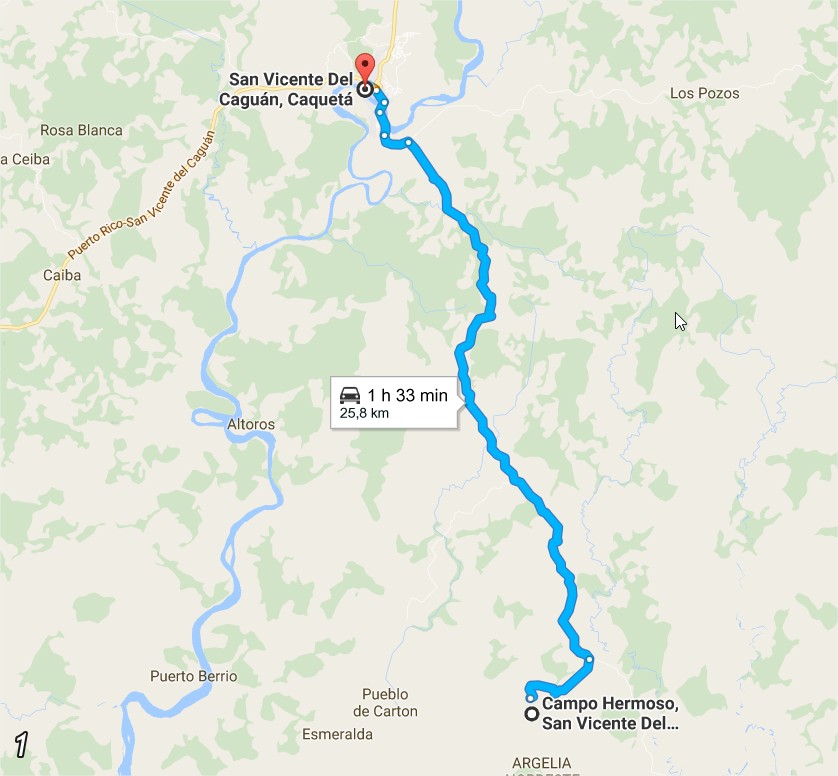 San Vicente Del
Caguán, Caquetá
Los Pozos
Rosa Blanca
a Ceiba
Puerto Rico-San Vicente del Caguán
Caiba
1 h 33 min
25,8 km
Altoros
Puerto Berrio
Pueblo
de Carton
Campo Hermoso,
San Vicente Del...
Esmeralda
1
ARGELIA
NORDESTE